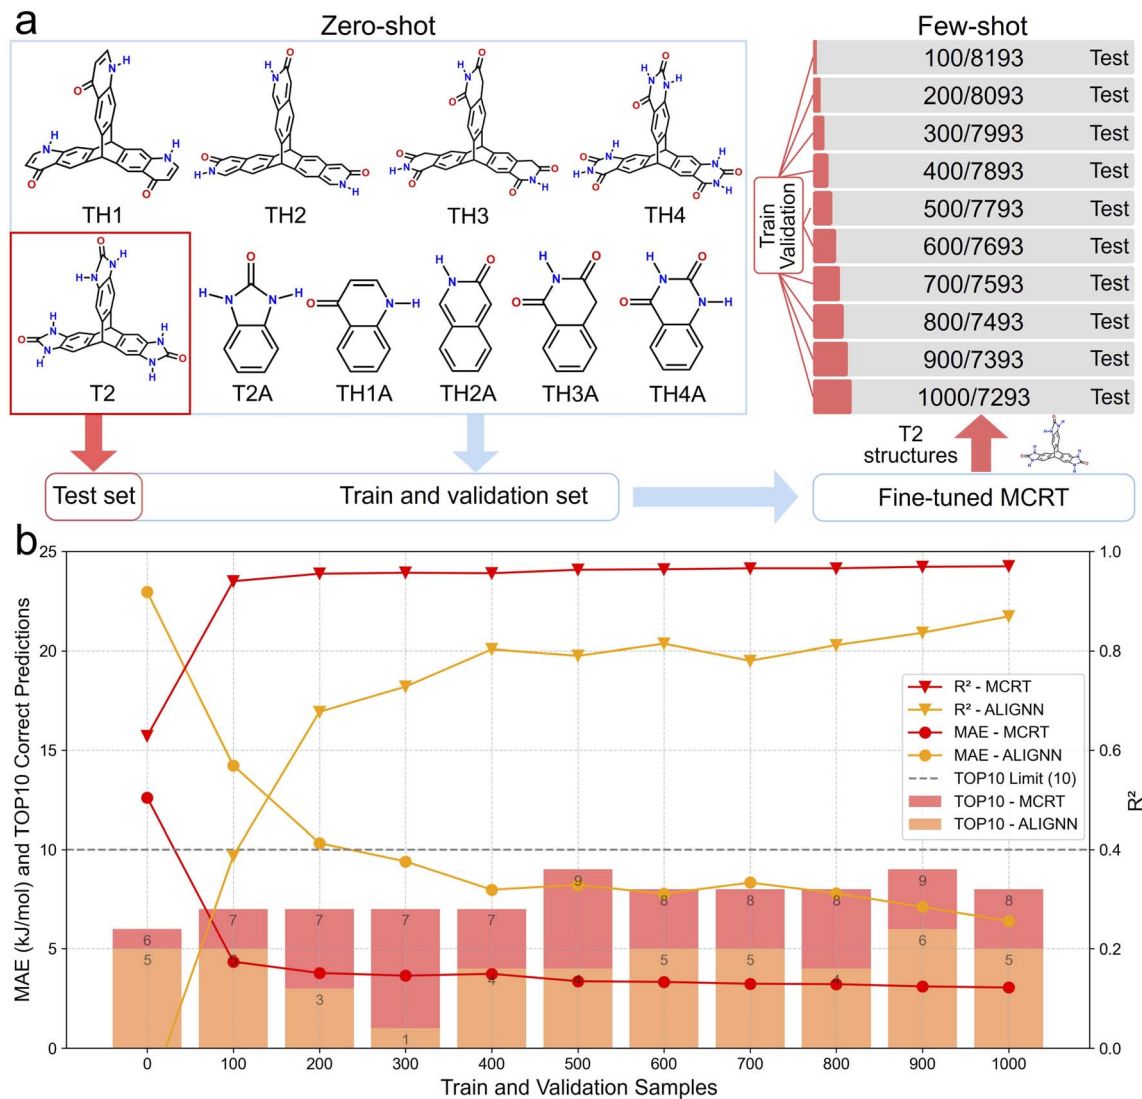 a
Zero-shot
Few-shot
TH1
TH2
TH3
TH4
T2
T2A
TH1A
TH2A
TH3A
TH4A
100/8193 Test
200/8093 Test
300/7993 Test
400/7893 Test
500/7793 Test
600/7693 Test
700/7593 Test
800/7493 Test
900/7393 Test
1000/7293 Test
Train
Validation
T2
structures
Test set
Train and validation set
Fine-tuned MCRT
b
MAE (kJ/mol) and TOP10 Correct Predictions
25
20
15
10
5
0
R² - MCRT
R² - ALIGNN
MAE - MCRT
MAE - ALIGNN
TOP10 Limit (10)
TOP10 - MCRT
TOP10 - ALIGNN
1.0
0.8
0.6
0.4
0.2
0.0
R²
6 7 7 7 7 9 8 8 8 9 8
5 5 3 1 4 4 5 5 4 6 5
0 100 200 300 400 500 600 700 800 900 1000
Train and Validation Samples